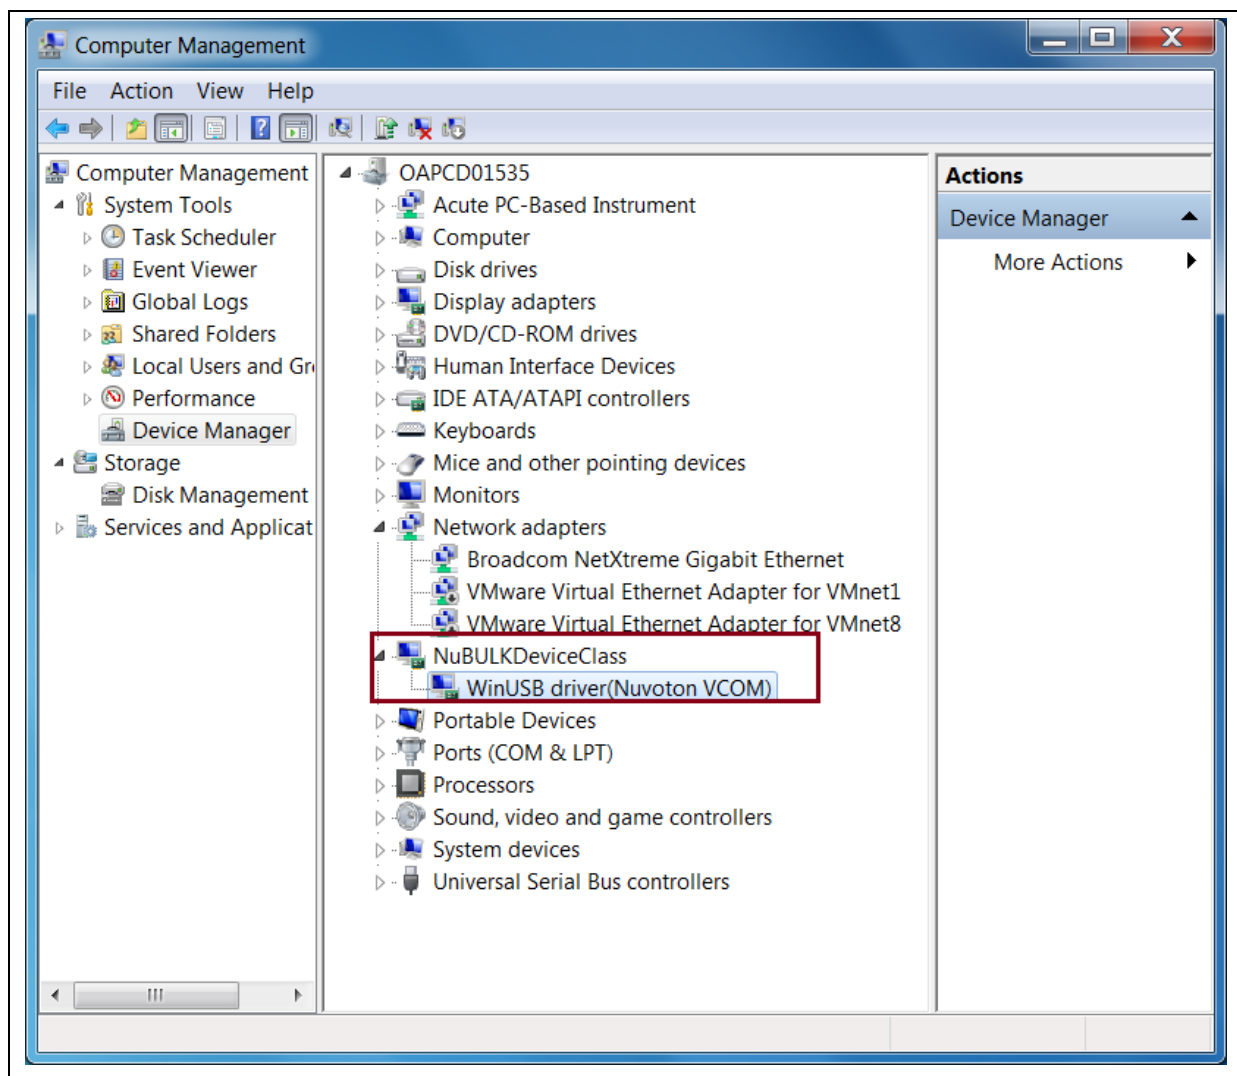 Computer Management
File Action View Help
Computer Management
System Tools
Task Scheduler
Event Viewer
Global Logs
Shared Folders
Local Users and Gr
Performance
Device Manager
Storage
Disk Management
Services and Applicat
OAPCD01535
Acute PC-Based Instrument
Computer
Disk drives
Display adapters
DVD/CD-ROM drives
Human Interface Devices
IDE ATA/ATAPI controllers
Keyboards
Mice and other pointing devices
Monitors
Network adapters
Broadcom NetXtreme Gigabit Ethernet
VMware Virtual Ethernet Adapter for VMnet1
VMware Virtual Ethernet Adapter for VMnet8
NuBULKDeviceClass
WinUSB driver(Nuvoton VCOM)
Portable Devices
Ports (COM & LPT)
Processors
Sound, video and game controllers
System devices
Universal Serial Bus controllers
Actions
Device Manager
More Actions